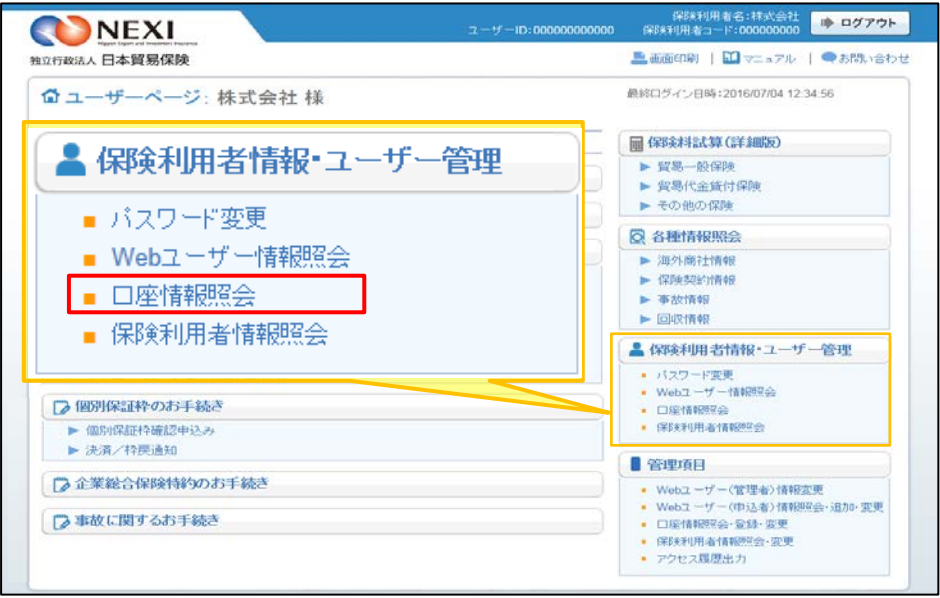 NEXI
Nippon Export and Investment Insurance
独立行政法人 日本貿易保険
ユーザーID:000000000000
保険利用者名:株式会社
保険利用者コード:000000000
ログアウト
画面印刷 | マニュアル | お問い合わせ
ユーザーページ: 株式会社 様
最終ログイン日時:2016/07/04 12:34:56
保険利用者情報・ユーザー管理
パスワード変更
Webユーザー情報照会
口座情報照会
保険利用者情報照会
個別保証枠のお手続き
個別保証枠確認申込み
決済/枠戻通知
企業総合保険特約のお手続き
事故に関するお手続き
保険料試算(詳細版)
貿易一般保険
貿易代金貸付保険
その他の保険
各種情報照会
海外商社情報
保険契約情報
事故情報
回収情報
保険利用者情報・ユーザー管理
パスワード変更
Webユーザー情報照会
口座情報照会
保険利用者情報照会
管理項目
Webユーザー(管理者)情報変更
Webユーザー(申込者)情報照会・追加・変更
口座情報照会・登録・変更
保険利用者情報照会・変更
アクセス履歴出力